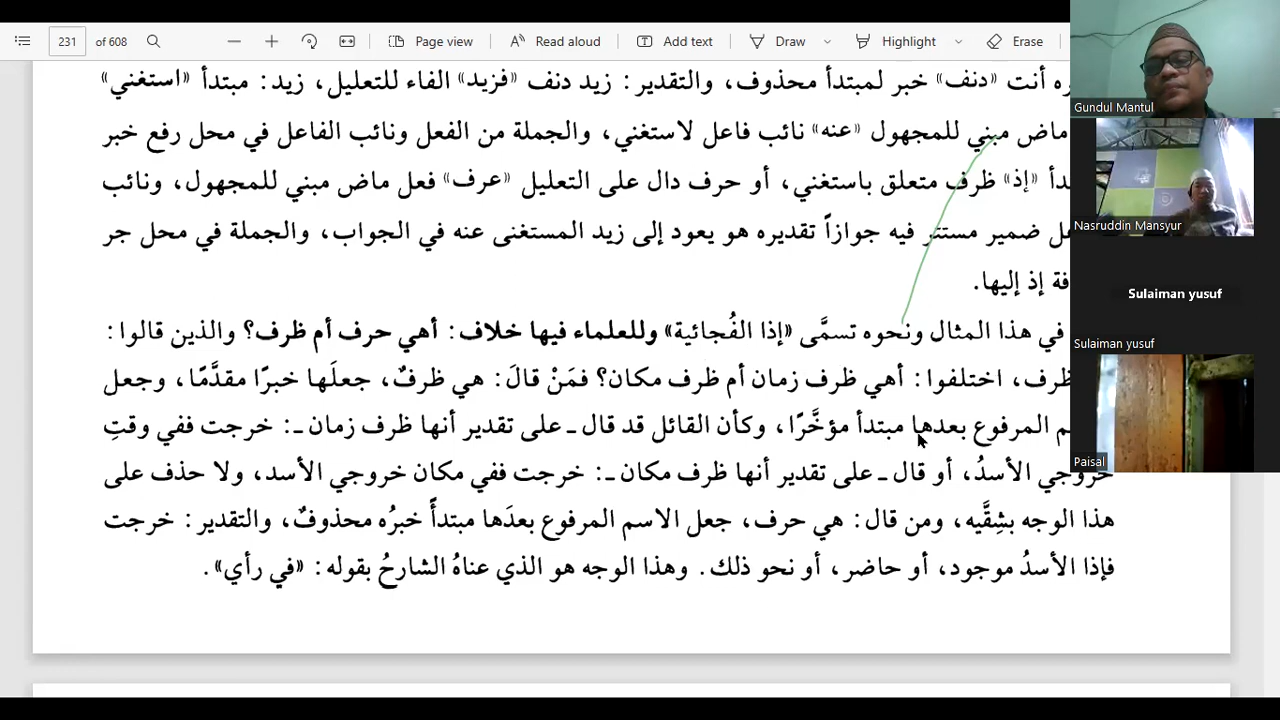 231 of 608 Page view Read aloud Add text Draw Highlight Erase
ره أنت «دنف» خبر لمبتدأ محذوف، والتقدير: زيد دنف «فزيد» الفاء للتعليل، زيد: مبتدأ «استغني»
ماض مبني للمجهول «عنه» نائب فاعل لاستغني، والجملة من الفعل ونائب الفاعل في محل رفع خبر
«إذ» ظرف متعلق باستغني، أو حرف دال على التعليل «عرف» فعل ماض مبني للمجهول، ونائب
ضمير مستتر فيه جوازاً تقديره هو يعود إلى زيد المستغنى عنه في الجواب، والجملة في محل جر
إذ إليها.
في هذا المثال ونحوه تسمَّى «إذا الفُجائية» وللعلماء فيها خلاف: أهي حرف أم ظرف؟ والذين قالوا:
ظرف، اختلفوا: أهي ظرف زمان أم ظرف مكان؟ فمَنْ قالَ: هي ظرفٌ، جعلَها خبرًا مقدَّمًا، وجعل
المرفوع بعدها مبتدأ مؤخَّرًا، وكأن القائل قد قال ـ على تقدير أنها ظرف زمان ـ: خرجت ففي وقتِ
خروجي الأسدُ، أو قال ـ على تقدير أنها ظرف مكان ـ: خرجت ففي مكان خروجي الأسد، ولا حذف على
هذا الوجه بشِقَّيه، ومن قال: هي حرف، جعل الاسم المرفوع بعدَها مبتدأً خبرُه محذوفٌ، والتقدير: خرجت
فإذا الأسدُ موجود، أو حاضر، أو نحو ذلك. وهذا الوجه هو الذي عناهُ الشارحُ بقوله: «في رأي».
Gundul Mantul
Nasruddin Mansyur
Sulaiman yusuf
Sulaiman yusuf
Paisal